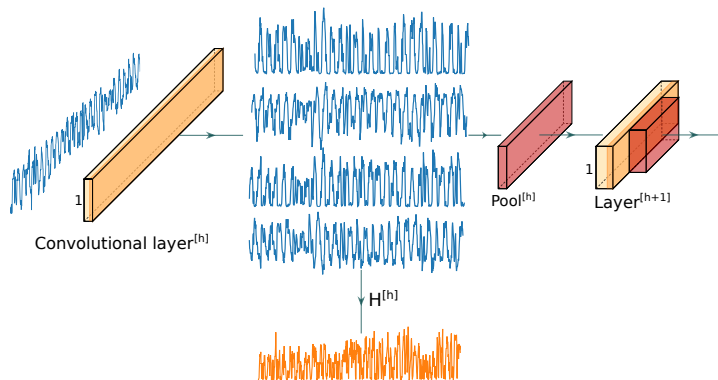 1
Convolutional layer[h]
H[h]
Pool[h]
1
Layer[h+1]